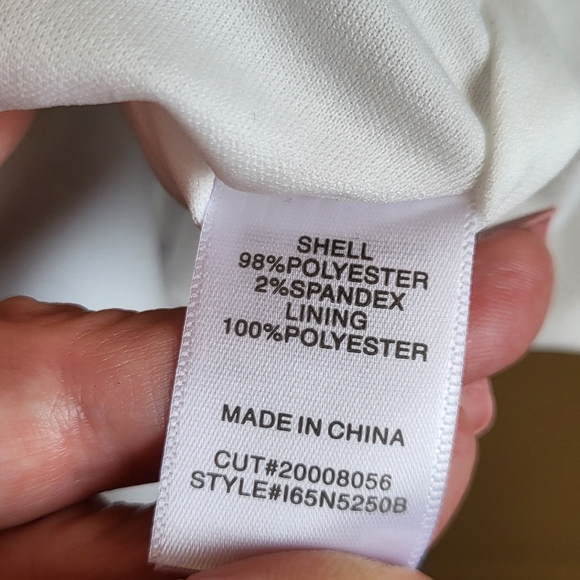 SHELL
98%POLYESTER
2%SPANDEX
LINING
100%POLYESTER
MADE IN CHINA
CUT#20008056
STYLE#I65N5250B